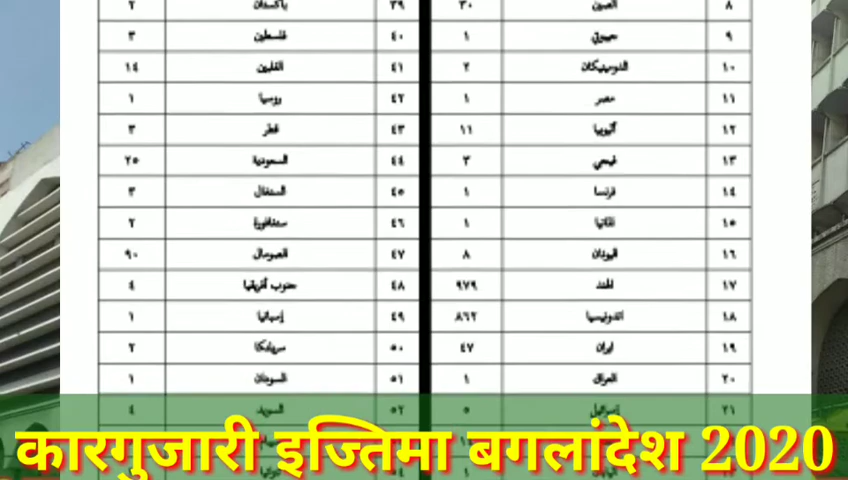 ٨ الصين ٣٠ ٣٩ باكستان ٢
٩ جيبوتي ١ ٤٠ فلسطين ٣
١٠ الدومينيكان ٢ ٤١ الفلبين ١٤
١١ مصر ١ ٤٢ روسيا ١
١٢ أثيوبيا ١١ ٤٣ قطر ٣
١٣ فيجي ٣ ٤٤ السعودية ٢٥
١٤ فرنسا ١ ٤٥ السنغال ٣
١٥ ١ ٤٦ سنغافورة ٢
١٦ اليونان ٨ ٤٧ الصومال ٩٠
١٧ الهند ٩٧٩ ٤٨ جنوب أفريقيا ٤
١٨ اندونيسيا ٨٦٢ ٤٩ إسبانيا ١
١٩ ايران ٤٧ ٥٠ سريلنكا ٢
٢٠ العراق ١ ٥١ السودان ١
٢١ إسرائيل ٥ ٥٢ السويد ٤
कारगुजारी इज्तिमा बगलांदेश 2020